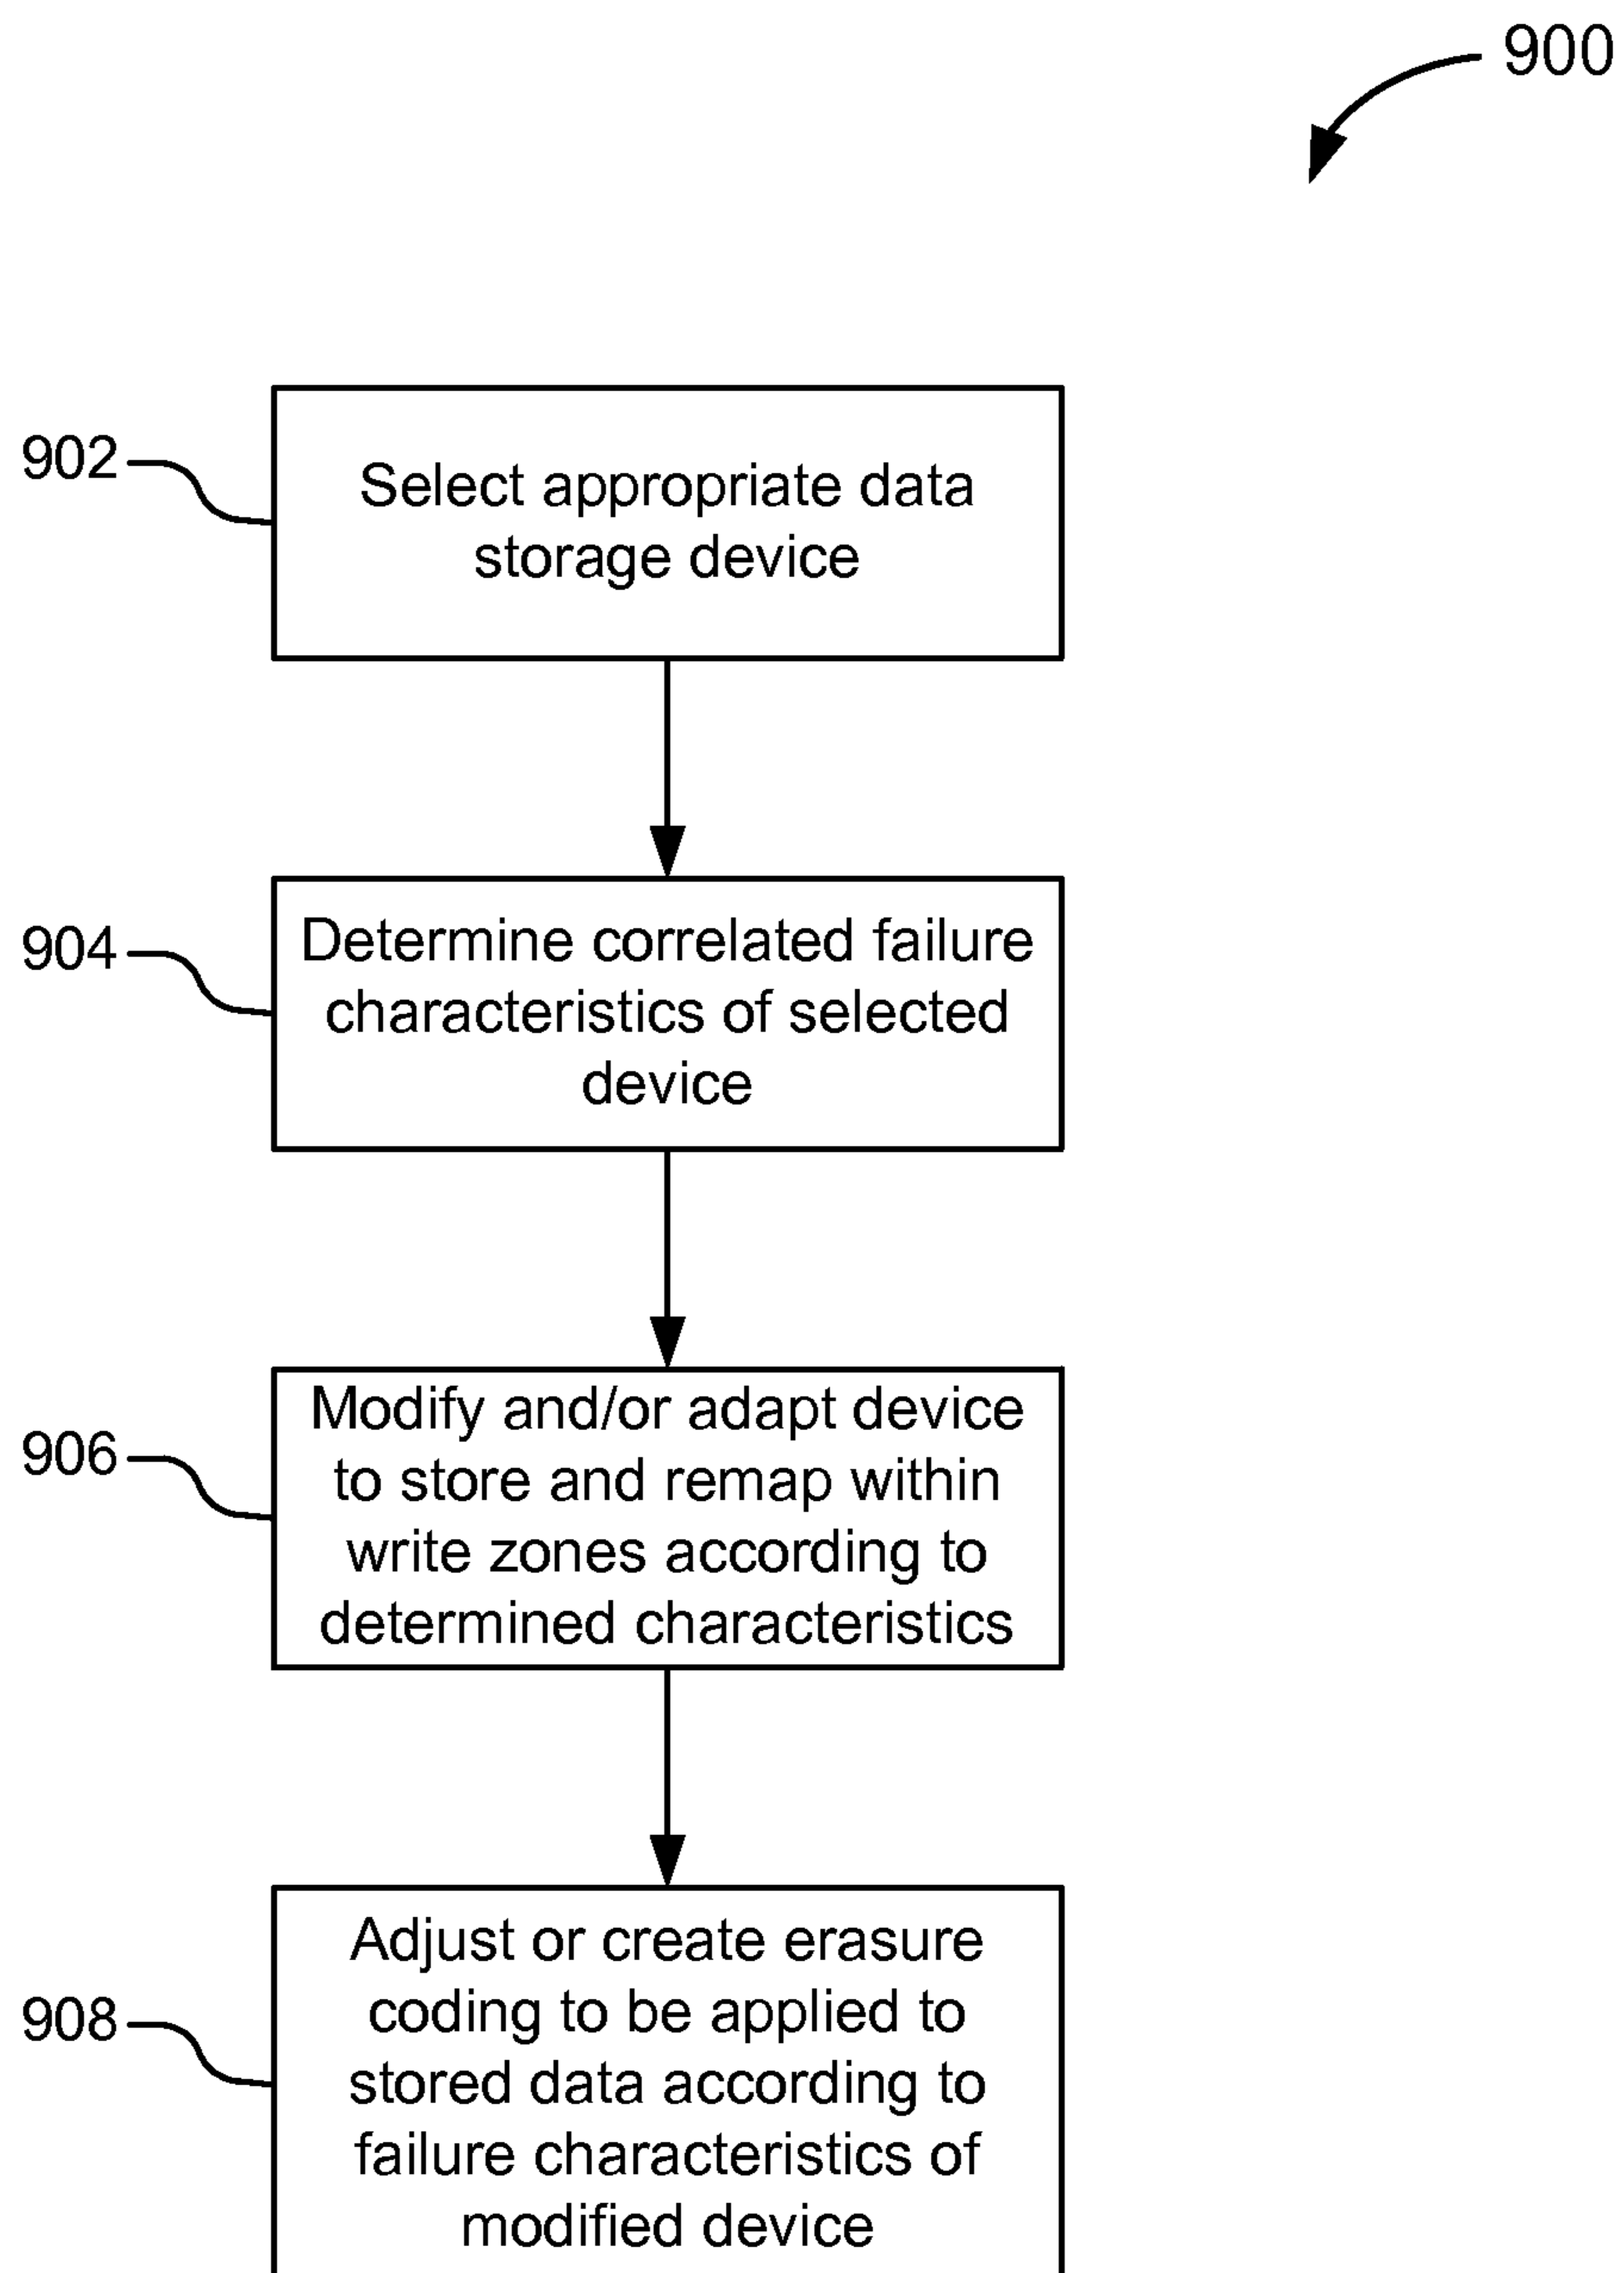 900
902
Select appropriate data
storage device
904
Determine correlated failure
characteristics of selected
device
906
Modify and/or adapt device
to store and remap within
write zones according to
determined characteristics
908
Adjust or create erasure
coding to be applied to
stored data according to
failure characteristics of
modified device